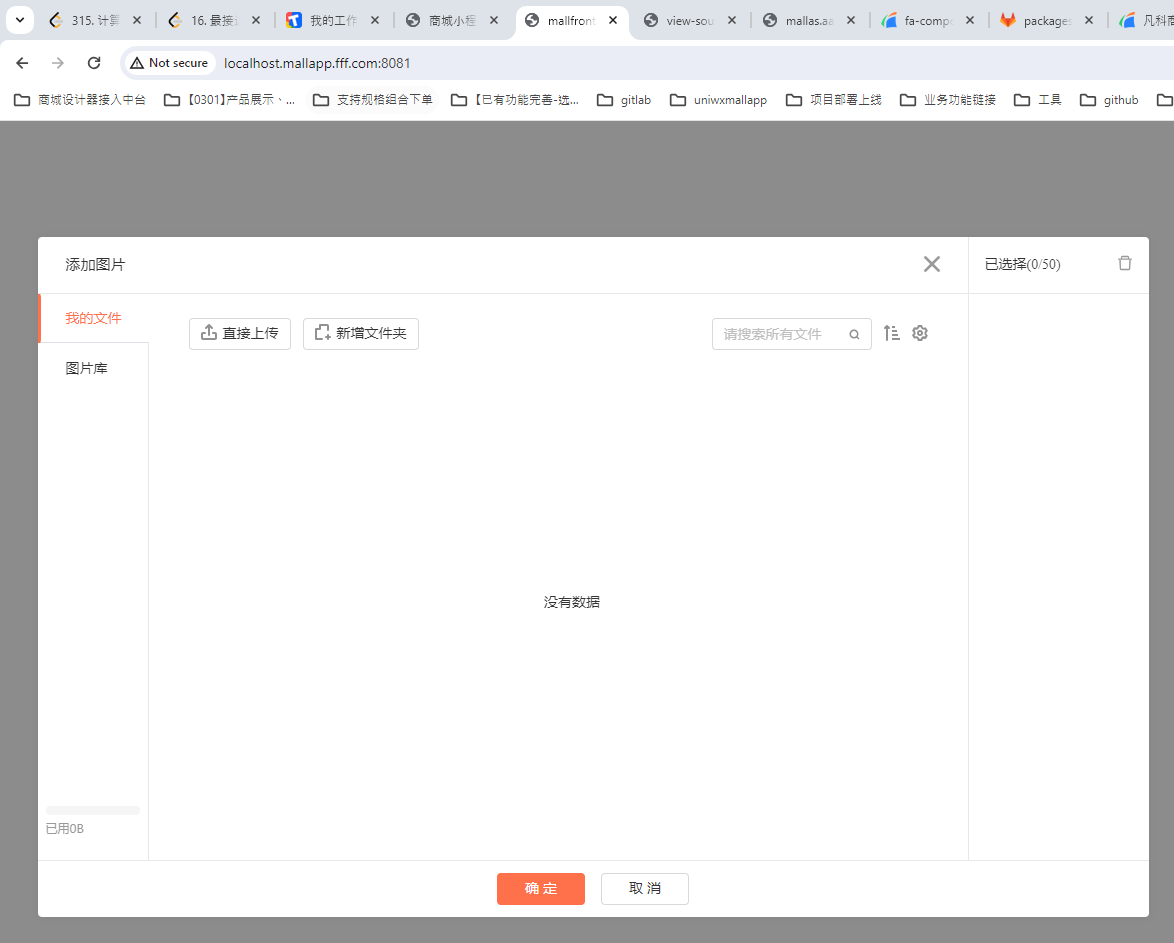 315. 计算
16. 最接近
我的工作
商城小程
mallfront
view-sou
mallas.aa
fa-compo
packages
凡科商
Not secure
localhost.mallapp.fff.com:8081
商城设计器接入中台
【0301】产品展示、...
支持规格组合下单
【已有功能完善-选...
gitlab
uniwxmallapp
项目部署上线
业务功能链接
工具
github
添加图片
已选择(0/50)
我的文件
图片库
直接上传
新增文件夹
请搜索所有文件
没有数据
已用0B
确 定
取 消